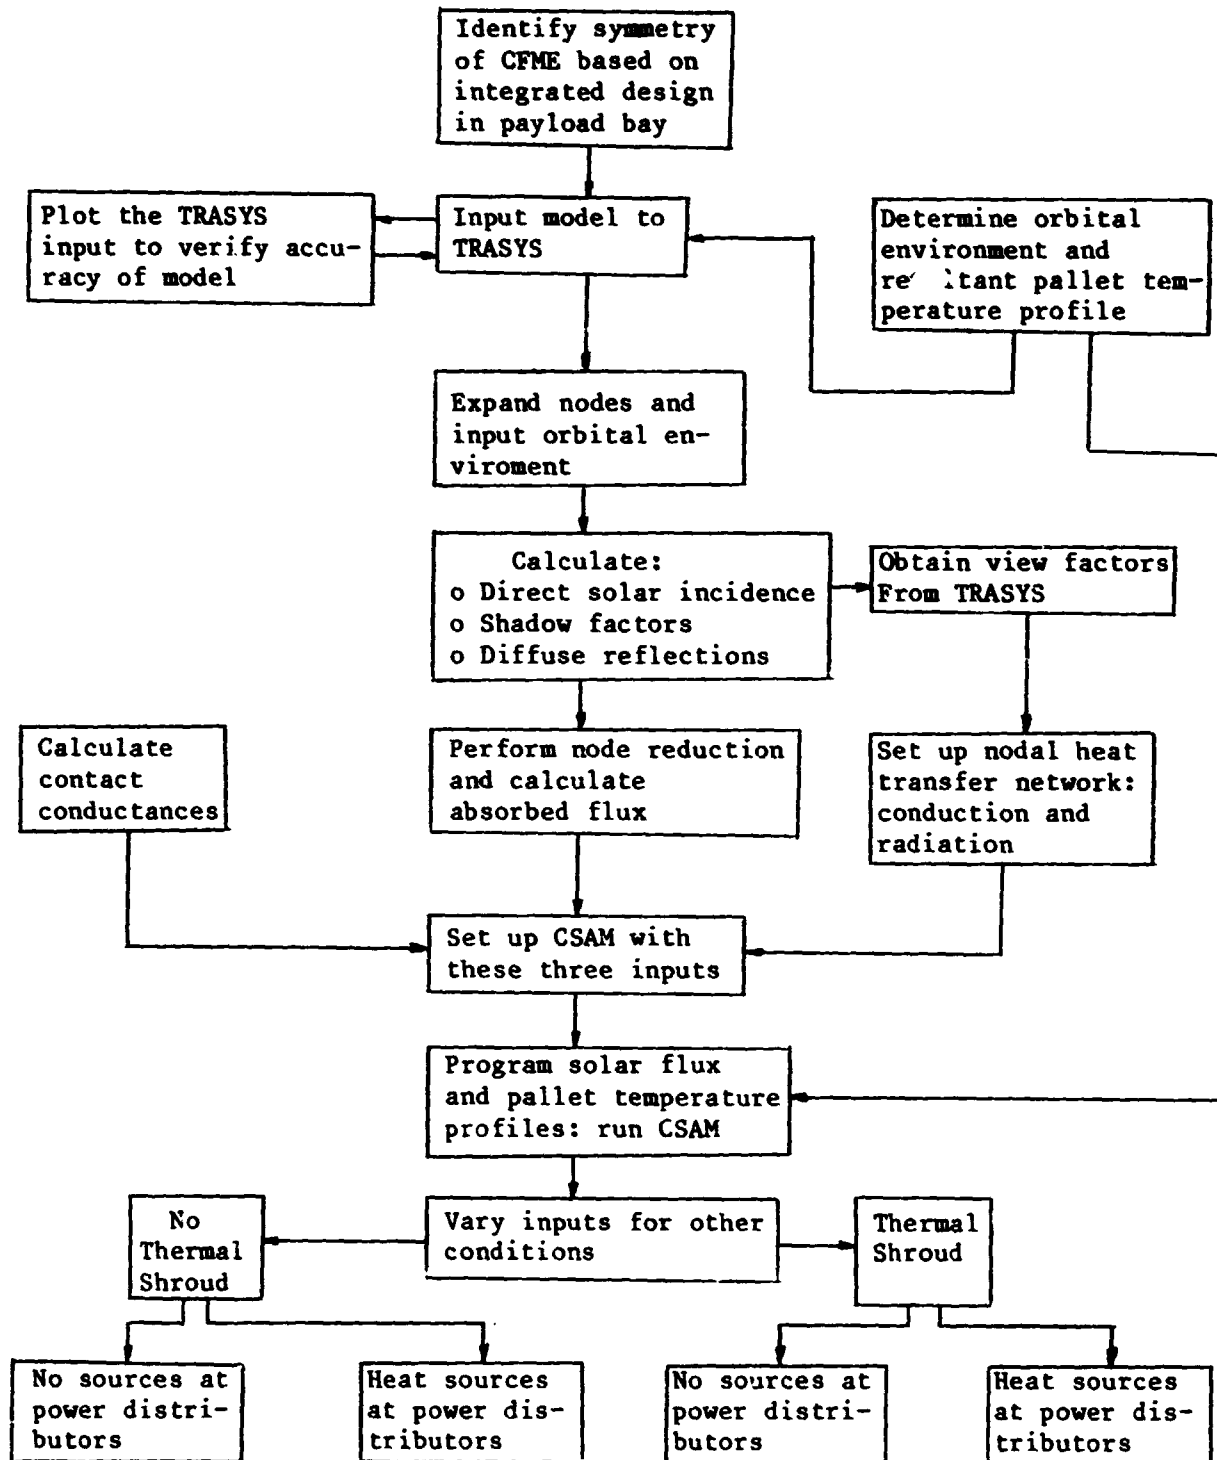 Identify symmetry
of CFME based on
integrated design
in payload bay
Plot the TRASYS
input to verify accu-
racy of model
Input model to
TRASYS
Determine orbital
environment and
pallet tem-
perature profile
Expand nodes and
input orbital en-
viroment
Calculate:
o Direct solar incidence
o Shadow factors
o Diffuse reflections
Obtain view factors
From TRASYS
Calculate
contact
conductances
Perform node reduction
and calculate
absorbed flux
Set up nodal heat
transfer network:
conduction and
radiation
Set up CSAM with
these three inputs
Program solar flux
and pallet temperature
profiles: run CSAM
No
Thermal
Shroud
Vary inputs for other
conditions
Thermal
Shroud
No sources at
power distri-
butors
Heat sources
at power dis-
tributors
No sources at
power distri-
butors
Heat sources
at power dis-
tributors